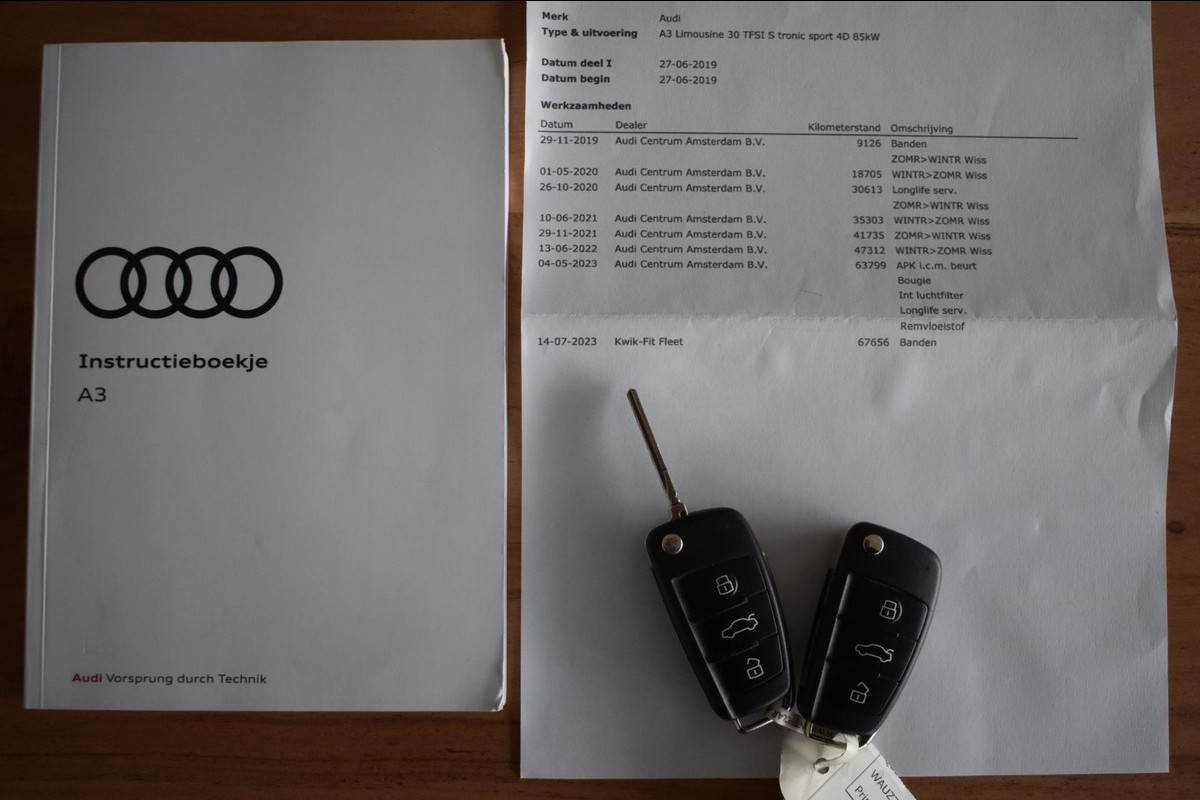 Instructieboekje
A3
Audi Vorsprung durch Technik
Merk Audi
Type & uitvoering A3 Limousine 30 TFSI S tronic sport 4D 85kW
Datum deel I 27-06-2019
Datum begin 27-06-2019
Werkzaamheden
Datum Dealer Kilometerstand Omschrijving
29-11-2019 Audi Centrum Amsterdam B.V. 9126 Banden
ZOMR>WINTR Wiss
01-05-2020 Audi Centrum Amsterdam B.V. 18705 WINTR>ZOMR Wiss
26-10-2020 Audi Centrum Amsterdam B.V. 30613 Longlife serv.
ZOMR>WINTR Wiss
10-06-2021 Audi Centrum Amsterdam B.V. 35303 WINTR>ZOMR Wiss
29-11-2021 Audi Centrum Amsterdam B.V. 41735 ZOMR>WINTR Wiss
13-06-2022 Audi Centrum Amsterdam B.V. 47312 WINTR>ZOMR Wiss
04-05-2023 Audi Centrum Amsterdam B.V. 63799 APK i.c.m. beurt
Bougie
Int luchtfilter
Longlife serv.
Remvloeistof
14-07-2023 Kwik-Fit Fleet 67656 Banden